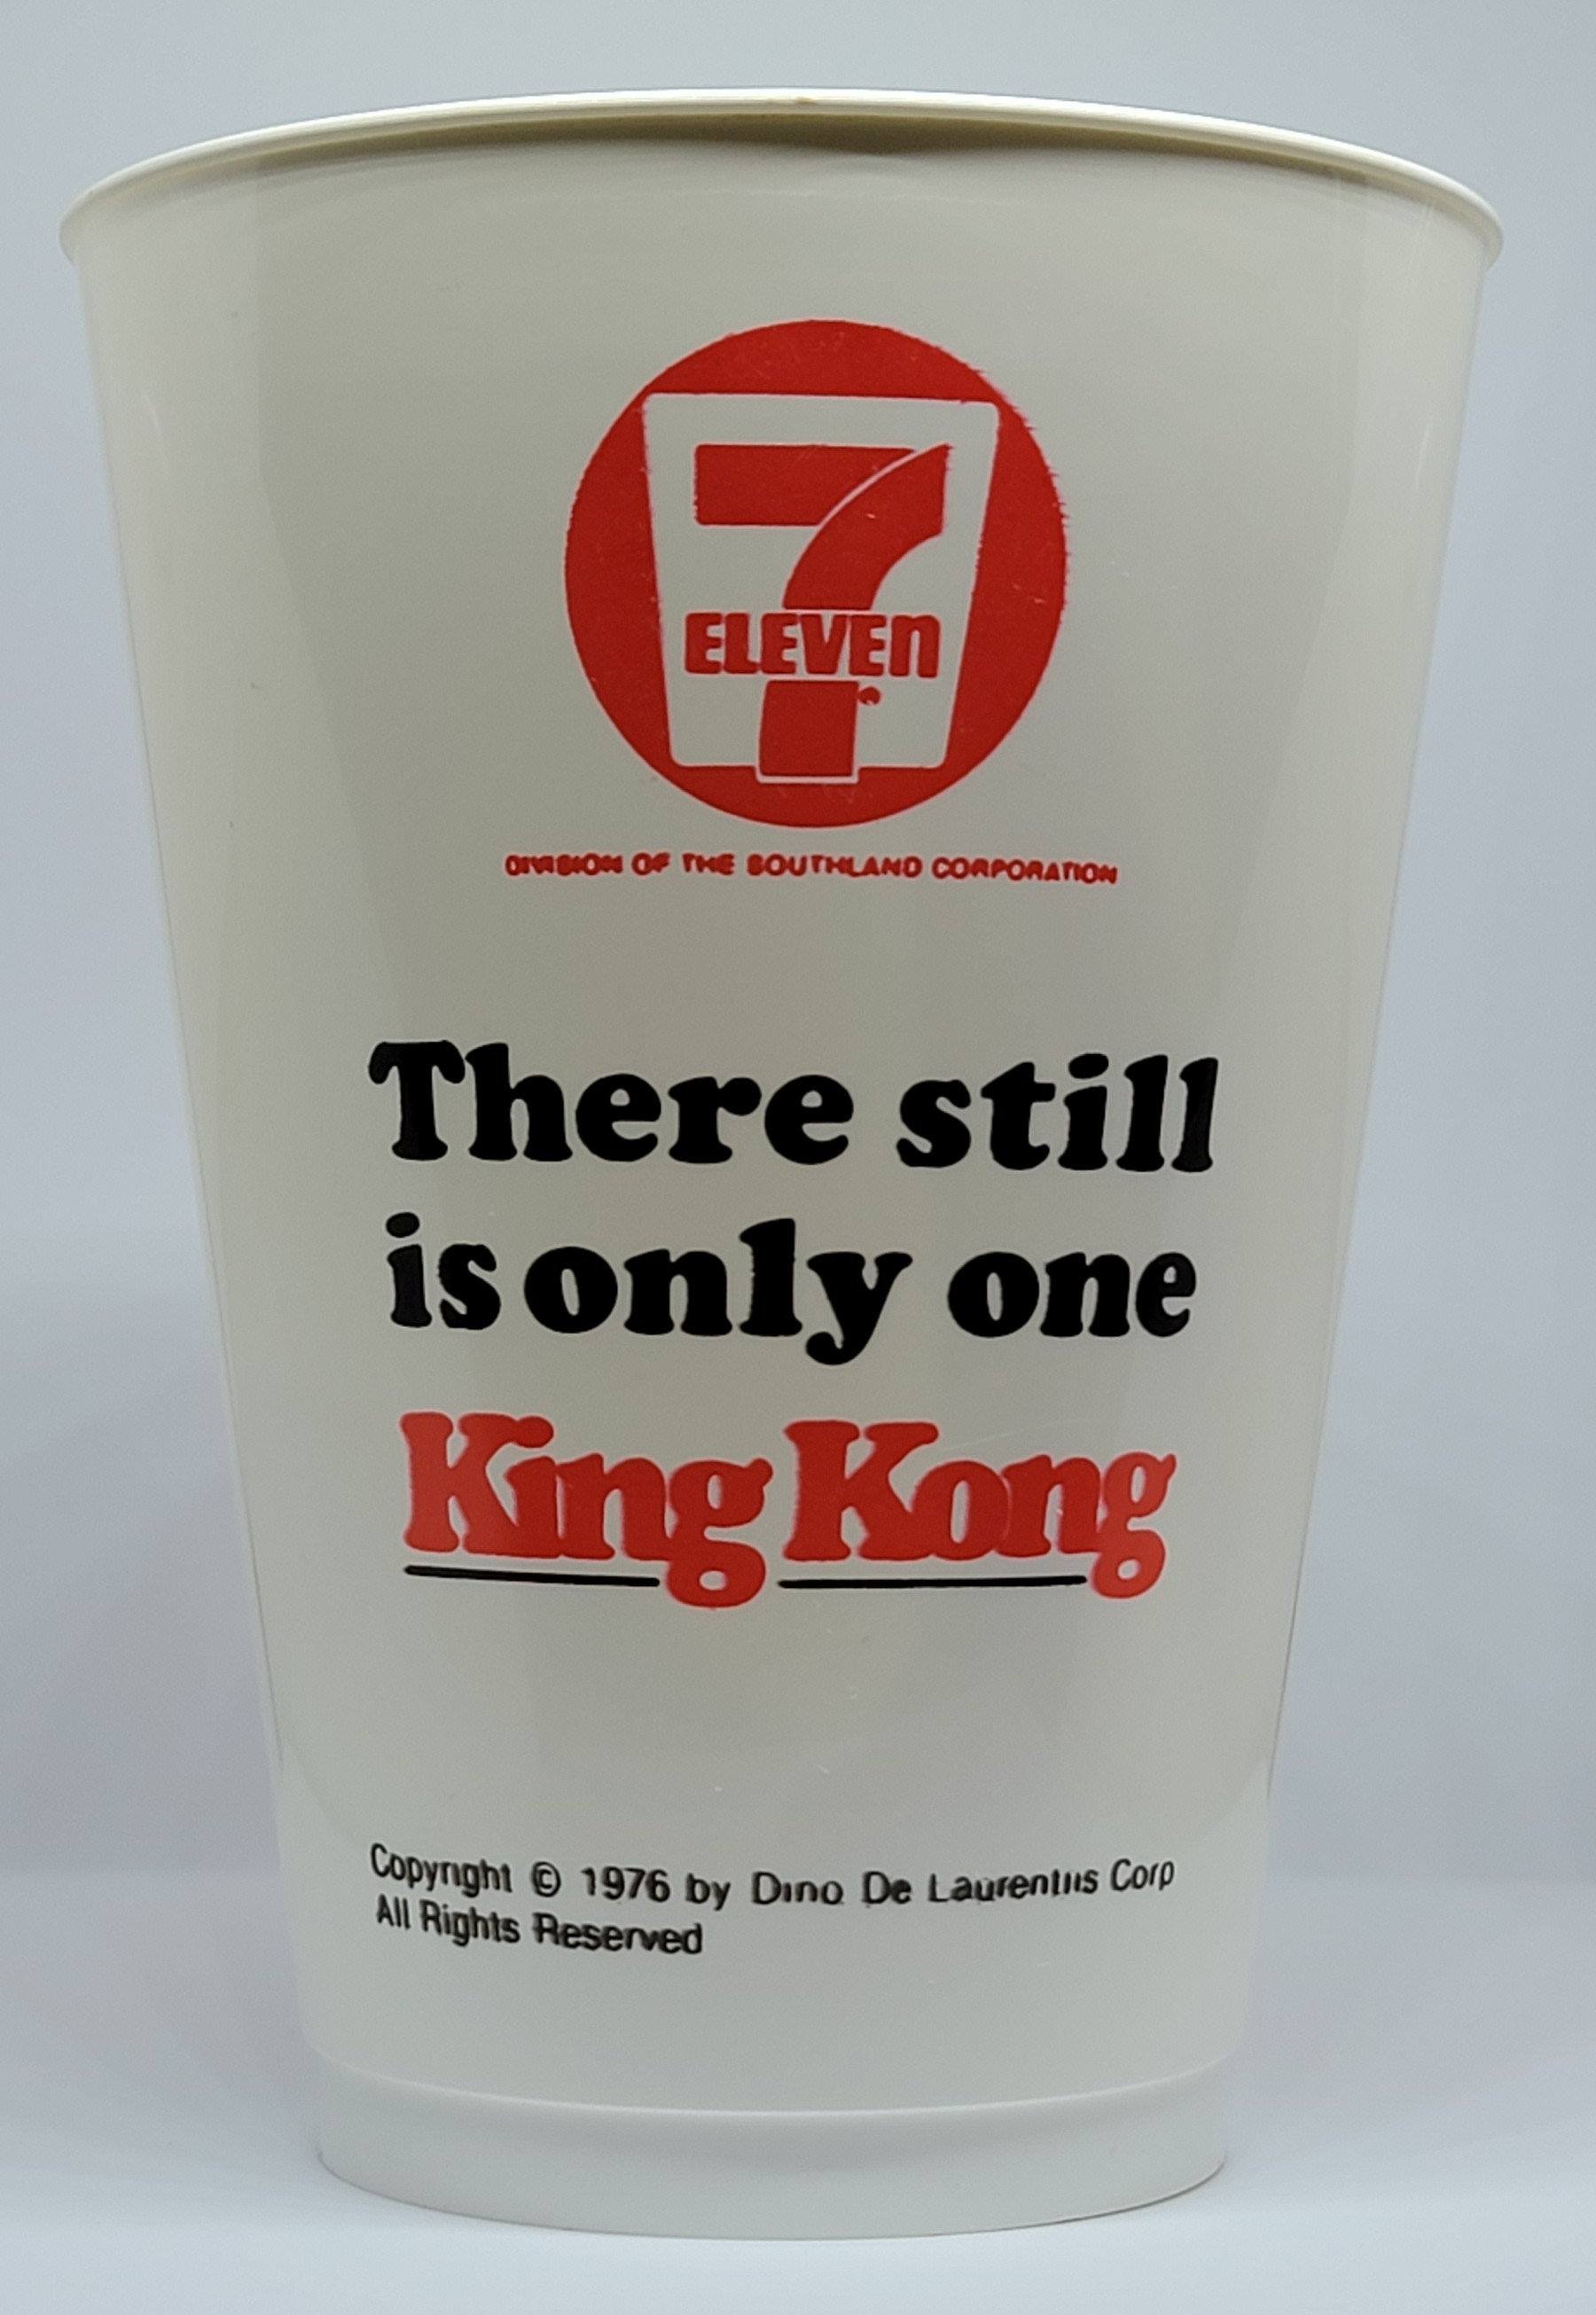 7
ELEVEn
DIVISION OF THE SOUTHLAND CORPORATION
There still
is only one
King Kong
Copyright © 1976 by Dino De Laurentiis Corp
All Rights Reserved